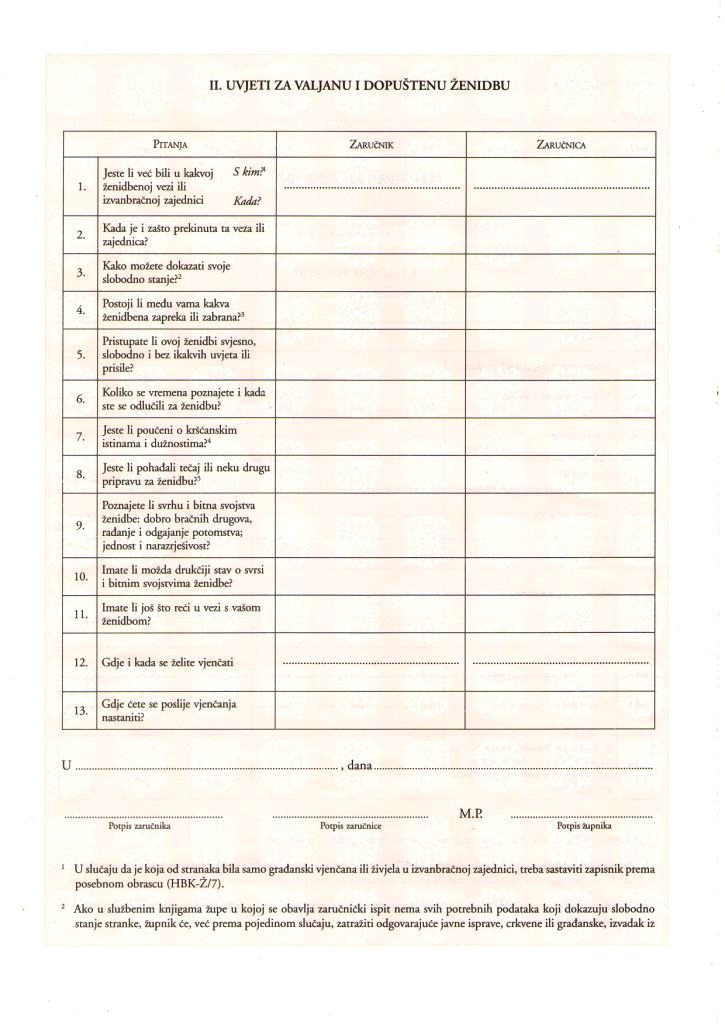 II. UVJETI ZA VALJANU I DOPUŠTENU ŽENIDBU
PITANJA ZARUČNIK ZARUČNICA
1. Jeste li već bili u kakvoj S kim?¹
ženidbenoj vezi ili
izvanbračnoj zajednici Kada?
2. Kada je i zašto prekinuta ta veza ili
zajednica?
3. Kako možete dokazati svoje
slobodno stanje?²
4. Postoji li među vama kakva
ženidbena zapreka ili zabrana?³
5. Pristupate li ovoj ženidbi svjesno,
slobodno i bez ikakvih uvjeta ili
prisile?
6. Koliko se vremena poznajete i kada
ste se odlučili za ženidbu?
7. Jeste li poučeni o kršćanskim
istinama i dužnostima?⁴
8. Jeste li pohađali tečaj ili neku drugu
pripravu za ženidbu?⁵
9. Poznajete li svrhu i bitna svojstva
ženidbe: dobro bračnih drugova,
rađanje i odgajanje potomstva;
jednost i narazrješivost?
10. Imate li možda drukčiji stav o svrsi
i bitnim svojstvima ženidbe?
11. Imate li još što reći u vezi s vašom
ženidbom?
12. Gdje i kada se želite vjenčati
13. Gdje ćete se poslije vjenčanja
nastaniti?
U ........................................ , dana ........................................
M.P.
Potpis zaručnika Potpis zaručnice Potpis župnika
¹ U slučaju da je koja od stranaka bila samo građanski vjenčana ili živjela u izvanbračnoj zajednici, treba sastaviti zapisnik prema
posebnom obrascu (HBK-Ž/7).
² Ako u službenim knjigama župe u kojoj se obavlja zaručnički ispit nema svih potrebnih podataka koji dokazuju slobodno
stanje stranke, župnik će, već prema pojedinom slučaju, zatražiti odgovarajuće javne isprave, crkvene ili građanske, izvadak iz